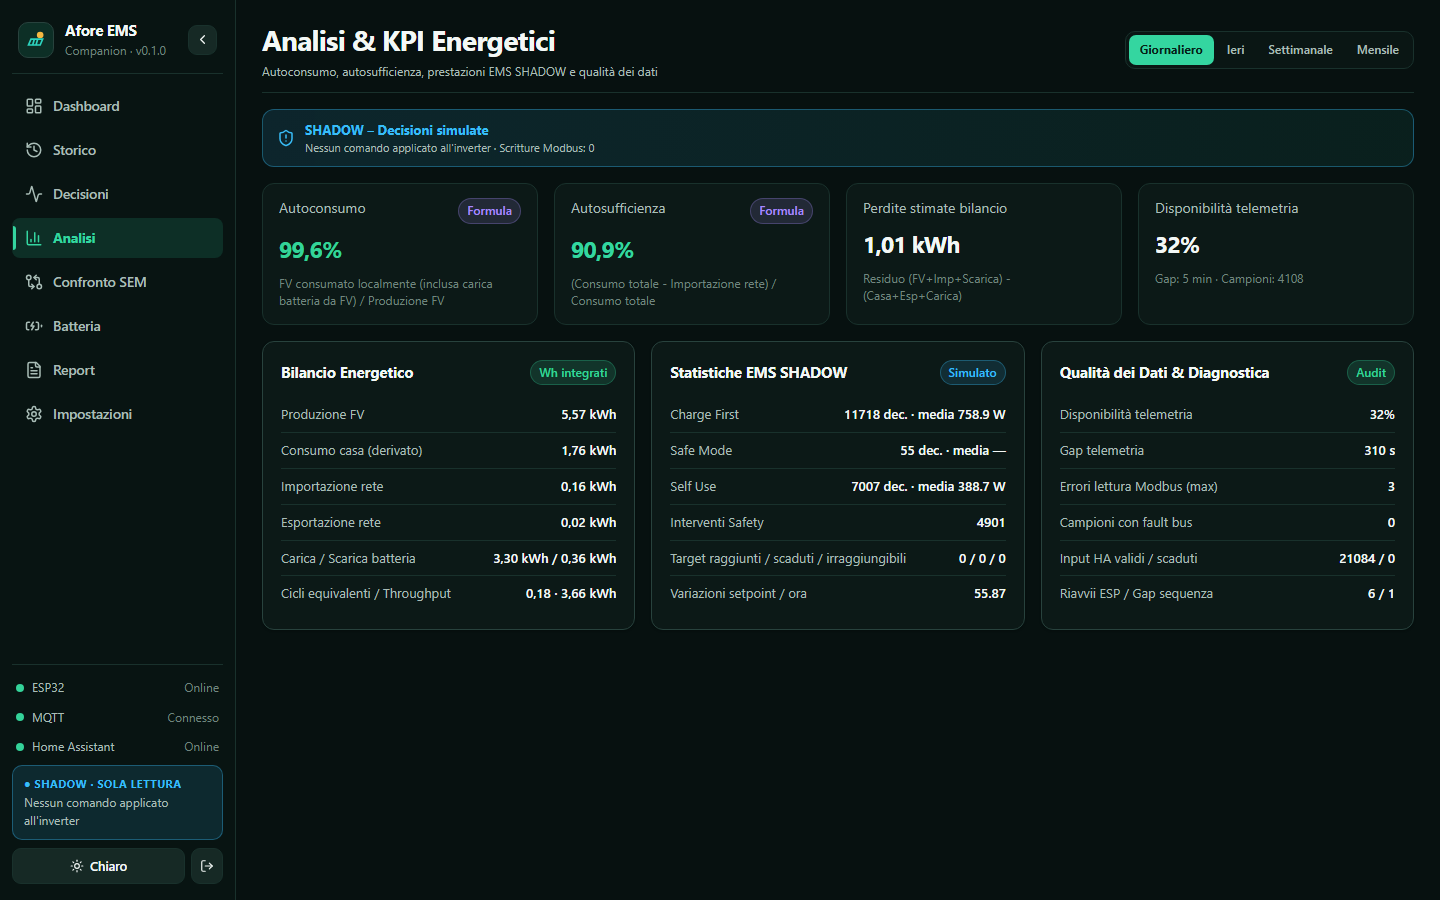 Afore EMS
Companion · v0.1.0
Dashboard
Storico
Decisioni
Analisi
Confronto SEM
Batteria
Report
Impostazioni
ESP32 Online
MQTT Connesso
Home Assistant Online
• SHADOW · SOLA LETTURA
Nessun comando applicato
all'inverter
Chiaro
Analisi & KPI Energetici
Autoconsumo, autosufficienza, prestazioni EMS SHADOW e qualità dei dati
Giornaliero Ieri Settimanale Mensile
SHADOW – Decisioni simulate
Nessun comando applicato all'inverter · Scritture Modbus: 0
Autoconsumo Formula
99,6%
FV consumato localmente (inclusa carica
batteria da FV) / Produzione FV
Autosufficienza Formula
90,9%
(Consumo totale - Importazione rete) /
Consumo totale
Perdite stimate bilancio
1,01 kWh
Residuo (FV+Imp+Scarica) -
(Casa+Esp+Carica)
Disponibilità telemetria
32%
Gap: 5 min · Campioni: 4108
Bilancio Energetico Wh integrati
Produzione FV 5,57 kWh
Consumo casa (derivato) 1,76 kWh
Importazione rete 0,16 kWh
Esportazione rete 0,02 kWh
Carica / Scarica batteria 3,30 kWh / 0,36 kWh
Cicli equivalenti / Throughput 0,18 · 3,66 kWh
Statistiche EMS SHADOW Simulato
Charge First 11718 dec. · media 758.9 W
Safe Mode 55 dec. · media —
Self Use 7007 dec. · media 388.7 W
Interventi Safety 4901
Target raggiunti / scaduti / irraggiungibili 0 / 0 / 0
Variazioni setpoint / ora 55.87
Qualità dei Dati & Diagnostica Audit
Disponibilità telemetria 32%
Gap telemetria 310 s
Errori lettura Modbus (max) 3
Campioni con fault bus 0
Input HA validi / scaduti 21084 / 0
Riavvii ESP / Gap sequenza 6 / 1